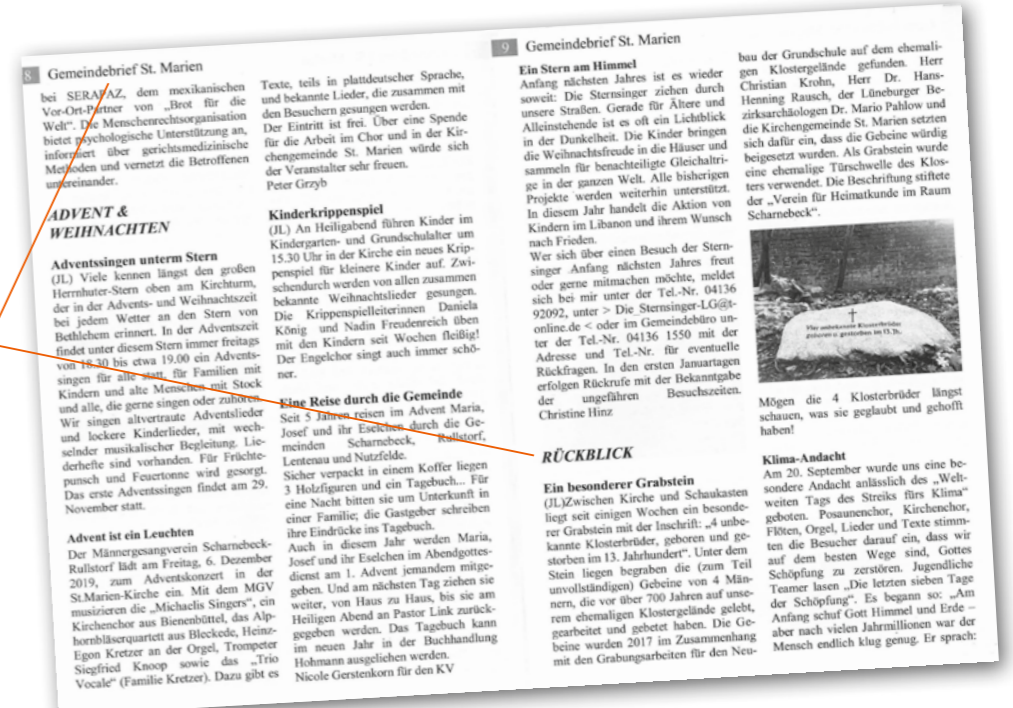 8 Gemeindebrief St. Marien
bei SERAPAZ, dem mexikanischen
Vor-Ort-Partner von „Brot für die
Welt“. Die Menschenrechtsorganisation
bietet psychologische Unterstützung an,
informiert über gerichtsmedizinische
Methoden und vernetzt die Betroffenen
untereinander.
ADVENT &
WEIHNACHTEN
Adventssingen unterm Stern
(JL) Viele kennen längst den großen
Herrnhuter-Stern oben am Kirchturm,
der in der Advents- und Weihnachtszeit
bei jedem Wetter an den Stern von
Bethlehem erinnert. In der Adventszeit
findet unter diesem Stern immer freitags
von 18.30 bis etwa 19.00 ein Advents-
singen für alle statt, für Familien mit
Kindern und alte Menschen mit Stock
und alle, die gerne singen oder zuhören.
Wir singen altvertraute Adventslieder
und lockere Kinderlieder, mit wech-
selnder musikalischer Begleitung. Lie-
derhefte sind vorhanden. Für Früchte-
punsch und Feuertonne wird gesorgt.
Das erste Adventssingen findet am 29.
November statt.
Advent ist ein Leuchten
Der Männergesangverein Scharnebeck-
Rullstorf lädt am Freitag, 6. Dezember
2019, zum Adventskonzert in der
St.Marien-Kirche ein. Mit dem MGV
musizieren die „Michaelis Singers“, ein
Kirchenchor aus Bienenbüttel, das Alp-
hornbläserquartett aus Bleckede, Heinz-
Egon Kretzer an der Orgel, Trompeter
Siegfried Knoop sowie das „Trio
Vocale“ (Familie Kretzer). Dazu gibt es
Texte, teils in plattdeutscher Sprache,
und bekannte Lieder, die zusammen mit
den Besuchern gesungen werden.
Der Eintritt ist frei. Über eine Spende
für die Arbeit im Chor und in der Kir-
chengemeinde St. Marien würde sich
der Veranstalter sehr freuen.
Peter Grzyb
Kinderkrippenspiel
(JL) An Heiligabend führen Kinder im
Kindergarten- und Grundschulalter um
15.30 Uhr in der Kirche ein neues Krip-
penspiel für kleinere Kinder auf. Zwi-
schendurch werden von allen zusammen
bekannte Weihnachtslieder gesungen.
Die Krippenspielleiterinnen Daniela
König und Nadin Freudenreich üben
mit den Kindern seit Wochen fleißig!
Der Engelchor singt auch immer schö-
ner.
Eine Reise durch die Gemeinde
Seit 5 Jahren reisen im Advent Maria,
Josef und ihr Eselchen durch die Ge-
meinden Scharnebeck, Rullstorf,
Lentenau und Nutzfelde.
Sicher verpackt in einem Koffer liegen
3 Holzfiguren und ein Tagebuch... Für
eine Nacht bitten sie um Unterkunft in
einer Familie; die Gastgeber schreiben
ihre Eindrücke ins Tagebuch.
Auch in diesem Jahr werden Maria,
Josef und ihr Eselchen im Abendgottes-
dienst am 1. Advent jemandem mitge-
geben. Und am nächsten Tag ziehen sie
weiter, von Haus zu Haus, bis sie am
Heiligen Abend an Pastor Link zurück-
gegeben werden. Das Tagebuch kann
im neuen Jahr in der Buchhandlung
Hohmann ausgeliehen werden.
Nicole Gerstenkorn für den KV
9 Gemeindebrief St. Marien
Ein Stern am Himmel
Anfang nächsten Jahres ist es wieder
soweit: Die Sternsinger ziehen durch
unsere Straßen. Gerade für Ältere und
Alleinstehende ist es oft ein Lichtblick
in der Dunkelheit. Die Kinder bringen
die Weihnachtsfreude in die Häuser und
sammeln für benachteiligte Gleichaltri-
ge in der ganzen Welt. Alle bisherigen
Projekte werden weiterhin unterstützt.
In diesem Jahr handelt die Aktion von
Kindern im Libanon und ihrem Wunsch
nach Frieden.
Wer sich über einen Besuch der Stern-
singer Anfang nächsten Jahres freut
oder gerne mitmachen möchte, meldet
sich bei mir unter der Tel.-Nr. 04136
92092, unter > Die_Sternsinger-LG@t-
online.de < oder im Gemeindebüro un-
ter der Tel.-Nr. 04136 1550 mit der
Adresse und Tel.-Nr. für eventuelle
Rückfragen. In den ersten Januartagen
erfolgen Rückrufe mit der Bekanntgabe
der ungefähren Besuchszeiten.
Christine Hinz
RÜCKBLICK
Ein besonderer Grabstein
(JL)Zwischen Kirche und Schaukasten
liegt seit einigen Wochen ein besonde-
rer Grabstein mit der Inschrift: „4 unbe-
kannte Klosterbrüder, geboren und ge-
storben im 13. Jahrhundert“. Unter dem
Stein liegen begraben die (zum Teil
unvollständigen) Gebeine von 4 Män-
nern, die vor über 700 Jahren auf unse-
rem ehemaligen Klostergelände gelebt,
gearbeitet und gebetet haben. Die Ge-
beine wurden 2017 im Zusammenhang
mit den Grabungsarbeiten für den Neu-
bau der Grundschule auf dem ehemali-
gen Klostergelände gefunden. Herr
Christian Krohn, Herr Dr. Hans-
Henning Rausch, der Lüneburger Be-
zirksarchäologen Dr. Mario Pahlow und
die Kirchengemeinde St. Marien setzten
sich dafür ein, dass die Gebeine würdig
beigesetzt wurden. Als Grabstein wurde
eine ehemalige Türschwelle des Klos-
ters verwendet. Die Beschriftung stiftete
der „Verein für Heimatkunde im Raum
Scharnebeck“.
Vier unbekannte Klosterbrüder
geboren u. gestorben im 13. Jh.
Mögen die 4 Klosterbrüder längst
schauen, was sie geglaubt und gehofft
haben!
Klima-Andacht
Am 20. September wurde uns eine be-
sondere Andacht anlässlich des „Welt-
weiten Tags des Streiks fürs Klima“
geboten. Posaunenchor, Kirchenchor,
Flöten, Orgel, Lieder und Texte stimm-
ten die Besucher darauf ein, dass wir
auf dem besten Wege sind, Gottes
Schöpfung zu zerstören. Jugendliche
Teamer lasen „Die letzten sieben Tage
der Schöpfung“. Es begann so: „Am
Anfang schuf Gott Himmel und Erde –
aber nach vielen Jahrmillionen war der
Mensch endlich klug genug. Er sprach: